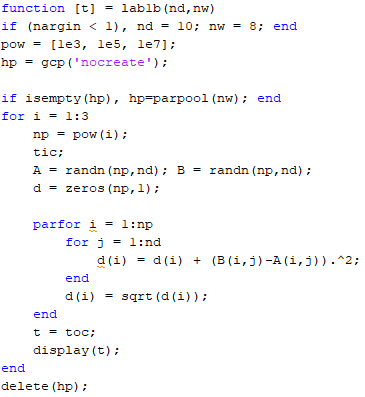 function [t] = lab1b(nd,nw)
if (nargin < 1), nd = 10; nw = 8; end
pow = [1e3, 1e5, 1e7];
hp = gcp('nocreate');
if isempty(hp), hp=parpool(nw); end
for i = 1:3
np = pow(i);
tic;
A = randn(np,nd); B = randn(np,nd);
d = zeros(np,1);
parfor i = 1:np
for j = 1:nd
d(i) = d(i) + (B(i,j)-A(i,j)).^2;
end
d(i) = sqrt(d(i));
end
t = toc;
display(t);
end
delete(hp);